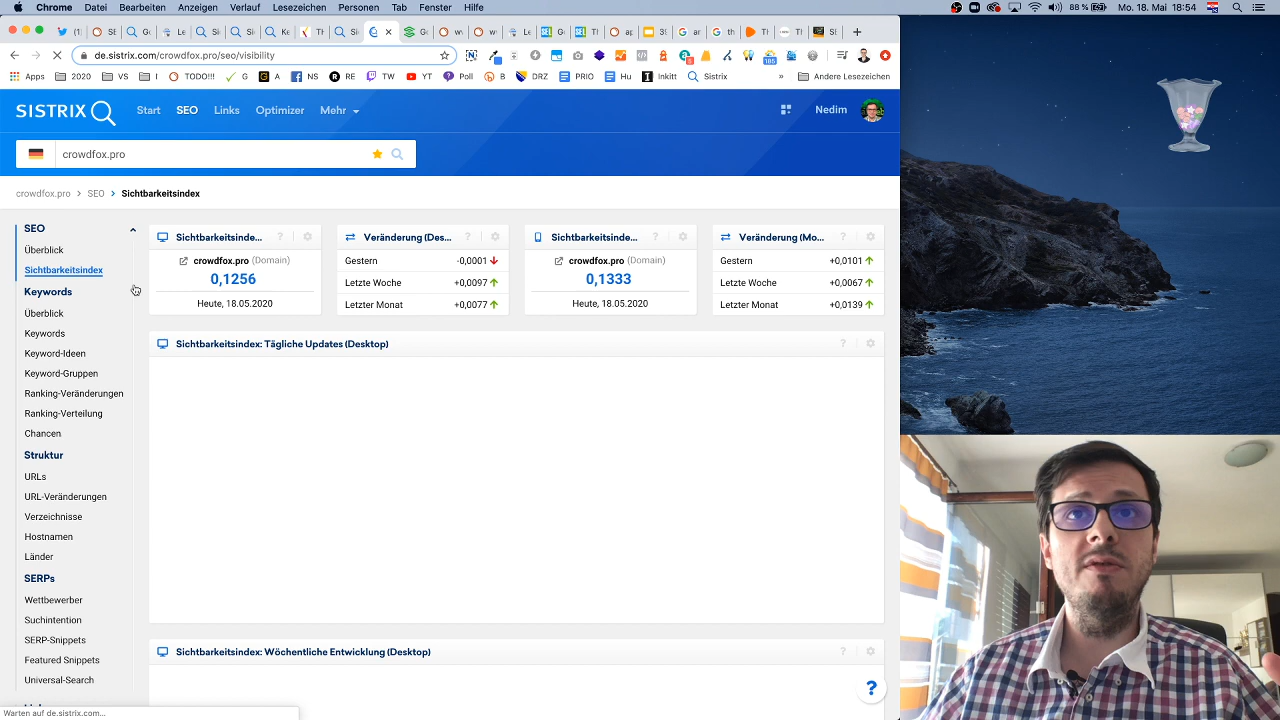 Chrome Datei Bearbeiten Anzeigen Verlauf Lesezeichen Personen Tab Fenster Hilfe 88 % Mo. 18. Mai 18:54
de.sistrix.com/crowdfox.pro/seo/visibility
Apps 2020 VS I TODO!!! G A NS RE TW YT Poll B DRZ PRIO Hu Inkitt Sistrix » Andere Lesezeichen
SISTRIX Start SEO Links Optimizer Mehr Nedim
crowdfox.pro
crowdfox.pro > SEO > Sichtbarkeitsindex
SEO
Überblick
Sichtbarkeitsindex
Keywords
Überblick
Keywords
Keyword-Ideen
Keyword-Gruppen
Ranking-Veränderungen
Ranking-Verteilung
Chancen
Struktur
URLs
URL-Veränderungen
Verzeichnisse
Hostnamen
Länder
SERPs
Wettbewerber
Suchintention
SERP-Snippets
Featured Snippets
Universal-Search
Sichtbarkeitsinde... ?
crowdfox.pro (Domain)
0,1256
Heute, 18.05.2020
Veränderung (Des... ?
Gestern -0,0001
Letzte Woche +0,0097
Letzter Monat +0,0077
Sichtbarkeitsinde... ?
crowdfox.pro (Domain)
0,1333
Heute, 18.05.2020
Veränderung (Mo... ?
Gestern +0,0101
Letzte Woche +0,0067
Letzter Monat +0,0139
Sichtbarkeitsindex: Tägliche Updates (Desktop) ?
Sichtbarkeitsindex: Wöchentliche Entwicklung (Desktop) ?
?
Warten auf de.sistrix.com...